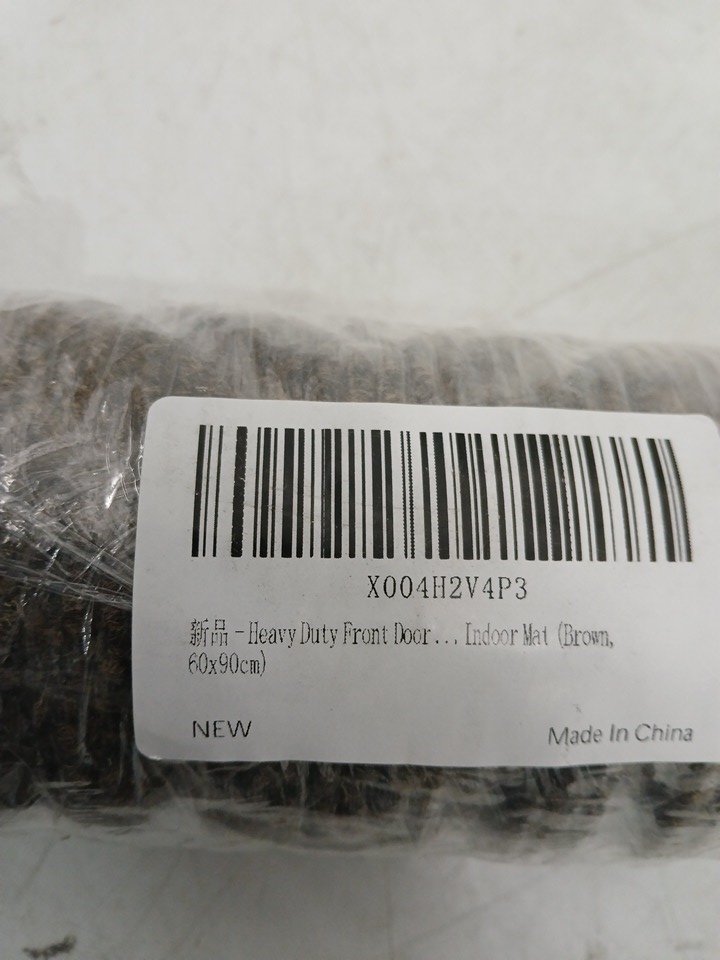 X004H2V4P3
新品 - Heavy Duty Front Door... Indoor Mat (Brown,
60x90cm)
NEW
Made In China